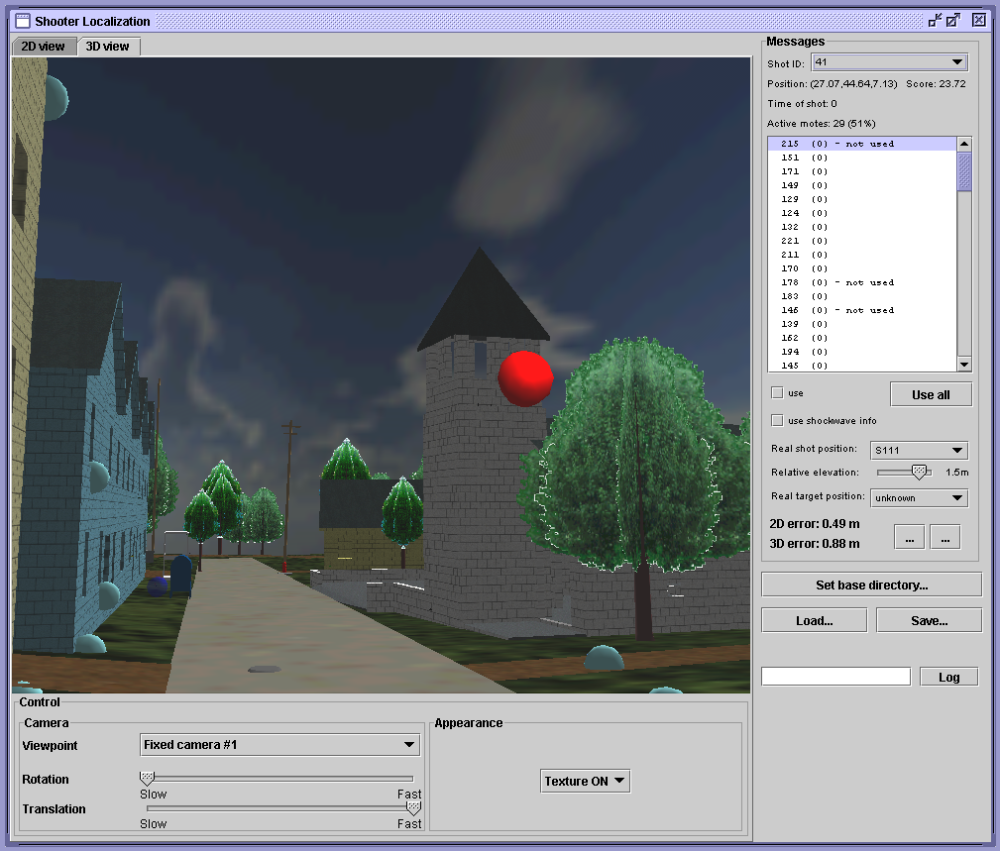 Shooter Localization
2D view 3D view
Messages
Shot ID: 41
Position: (27.07,44.64,7.13) Score: 23.72
Time of shot: 0
Active motes: 29 (51%)
215 (0) - not used
151 (0)
171 (0)
149 (0)
129 (0)
124 (0)
132 (0)
221 (0)
211 (0)
170 (0)
178 (0) - not used
183 (0)
146 (0) - not used
139 (0)
162 (0)
194 (0)
145 (0)
use
Use all
use shockwave info
Real shot position: S111
Relative elevation: 1.5m
Real target position: unknown
2D error: 0.49 m
3D error: 0.88 m
... ...
Set base directory...
Load... Save...
Log
Control
Camera
Viewpoint Fixed camera #1
Rotation
Slow Fast
Translation
Slow Fast
Appearance
Texture ON